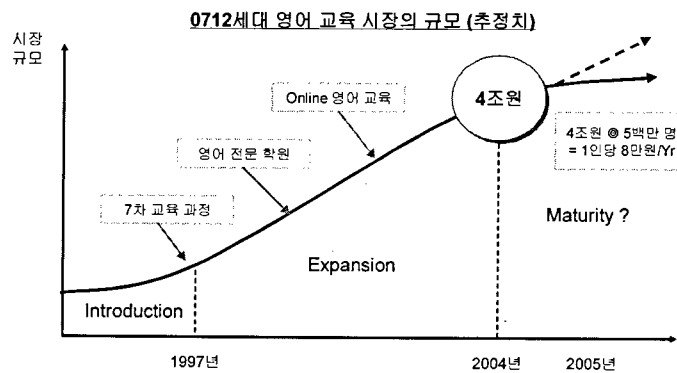 0712세대 영어 교육 시장의 규모 (추정치)
시장
규모
4조원
Online 영어 교육
4조원 @ 5백만 명
= 1인당 8만원/Yr
영어 전문 학원
7차 교육 과정
Maturity ?
Expansion
Introduction
1997년
2004년
2005년